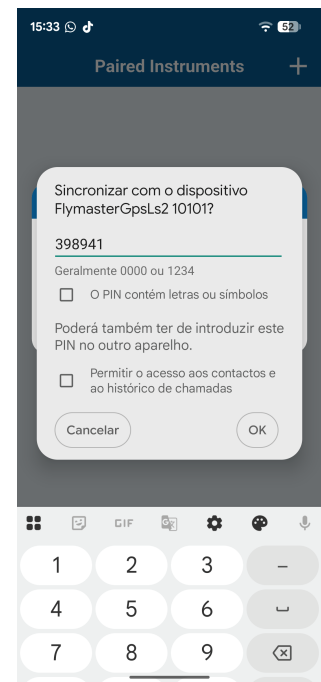 15:33
52
Paired Instruments +
Sincronizar com o dispositivo
FlymasterGpsLs2 10101?
398941
Geralmente 0000 ou 1234
O PIN contém letras ou símbolos
Poderá também ter de introduzir este
PIN no outro aparelho.
Permitir o acesso aos contactos e
ao histórico de chamadas
Cancelar
OK
GIF
1 2 3 –
4 5 6
7 8 9